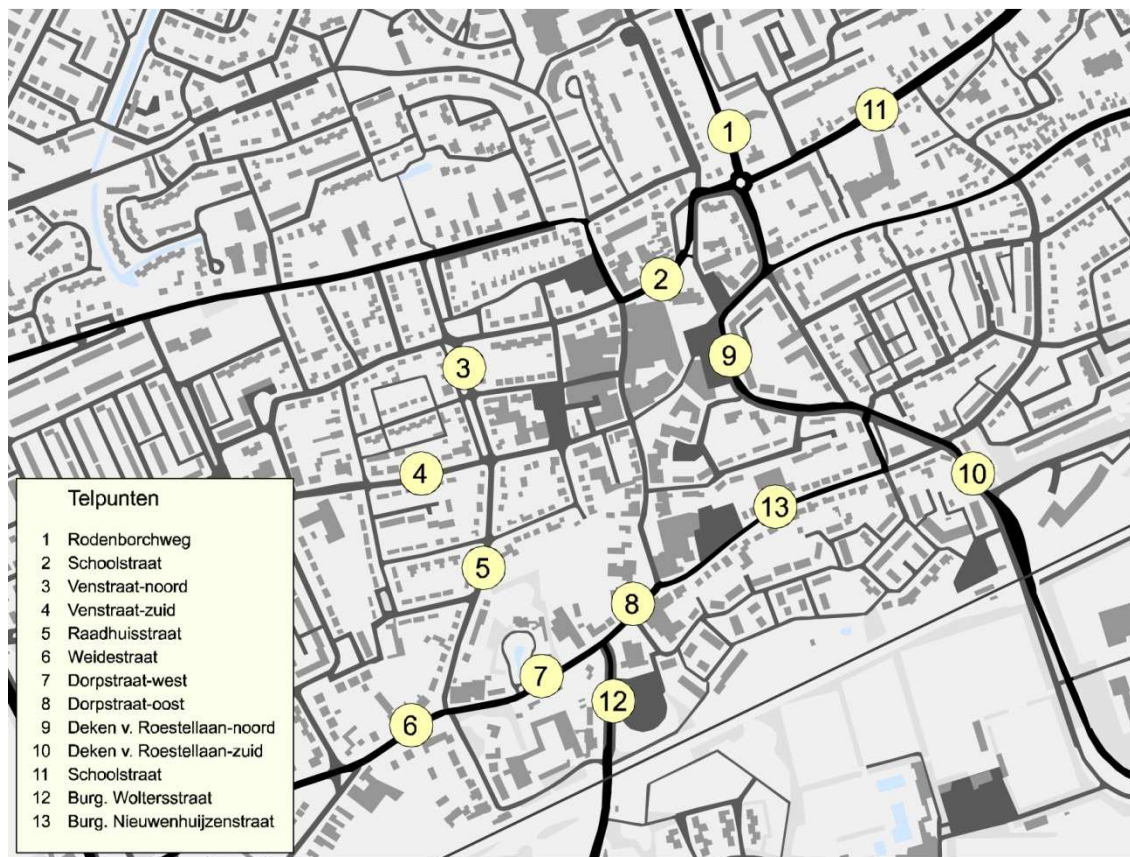 1
11
2
3
9
4
10
13
5
8
7
12
6
Telpunten
1 Rodenborchweg
2 Schoolstraat
3 Venstraat-noord
4 Venstraat-zuid
5 Raadhuisstraat
6 Weidestraat
7 Dorpstraat-west
8 Dorpstraat-oost
9 Deken v. Roestellaan-noord
10 Deken v. Roestellaan-zuid
11 Schoolstraat
12 Burg. Woltersstraat
13 Burg. Nieuwenhuijzenstraat